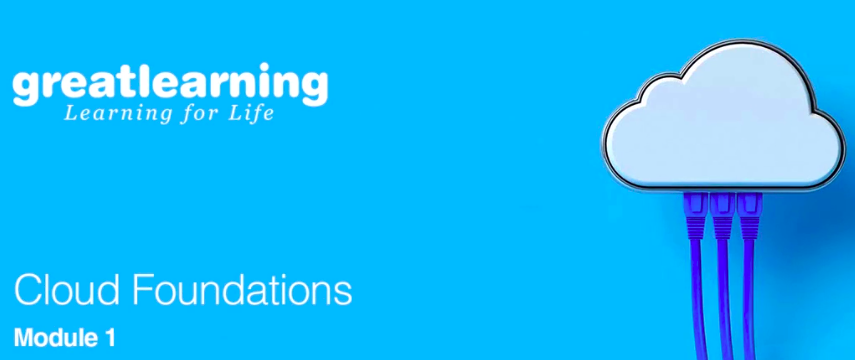 greatlearning
Learning for Life
Cloud Foundations
Module 1